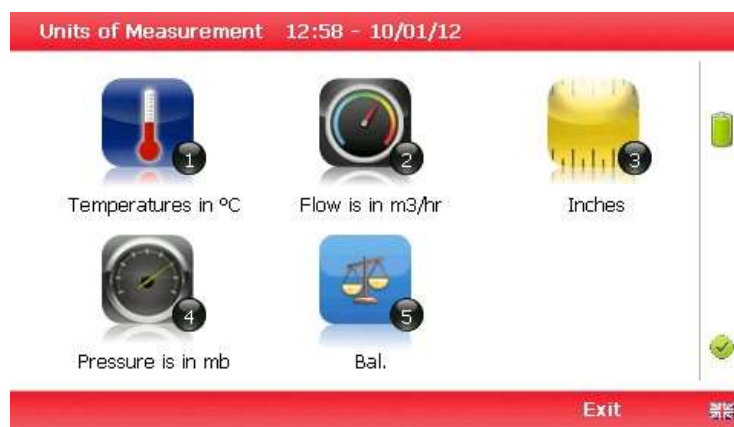 Units of Measurement 12:58 - 10/01/12
1 2 3
Temperatures in ºC Flow is in m3/hr Inches
4 5
Pressure is in mb Bal.
Exit